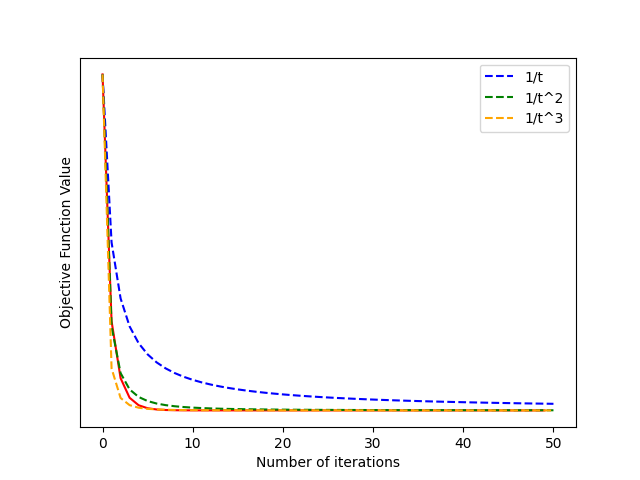 1/t
1/t^2
1/t^3
Objective Function Value
0 10 20 30 40 50
Number of iterations